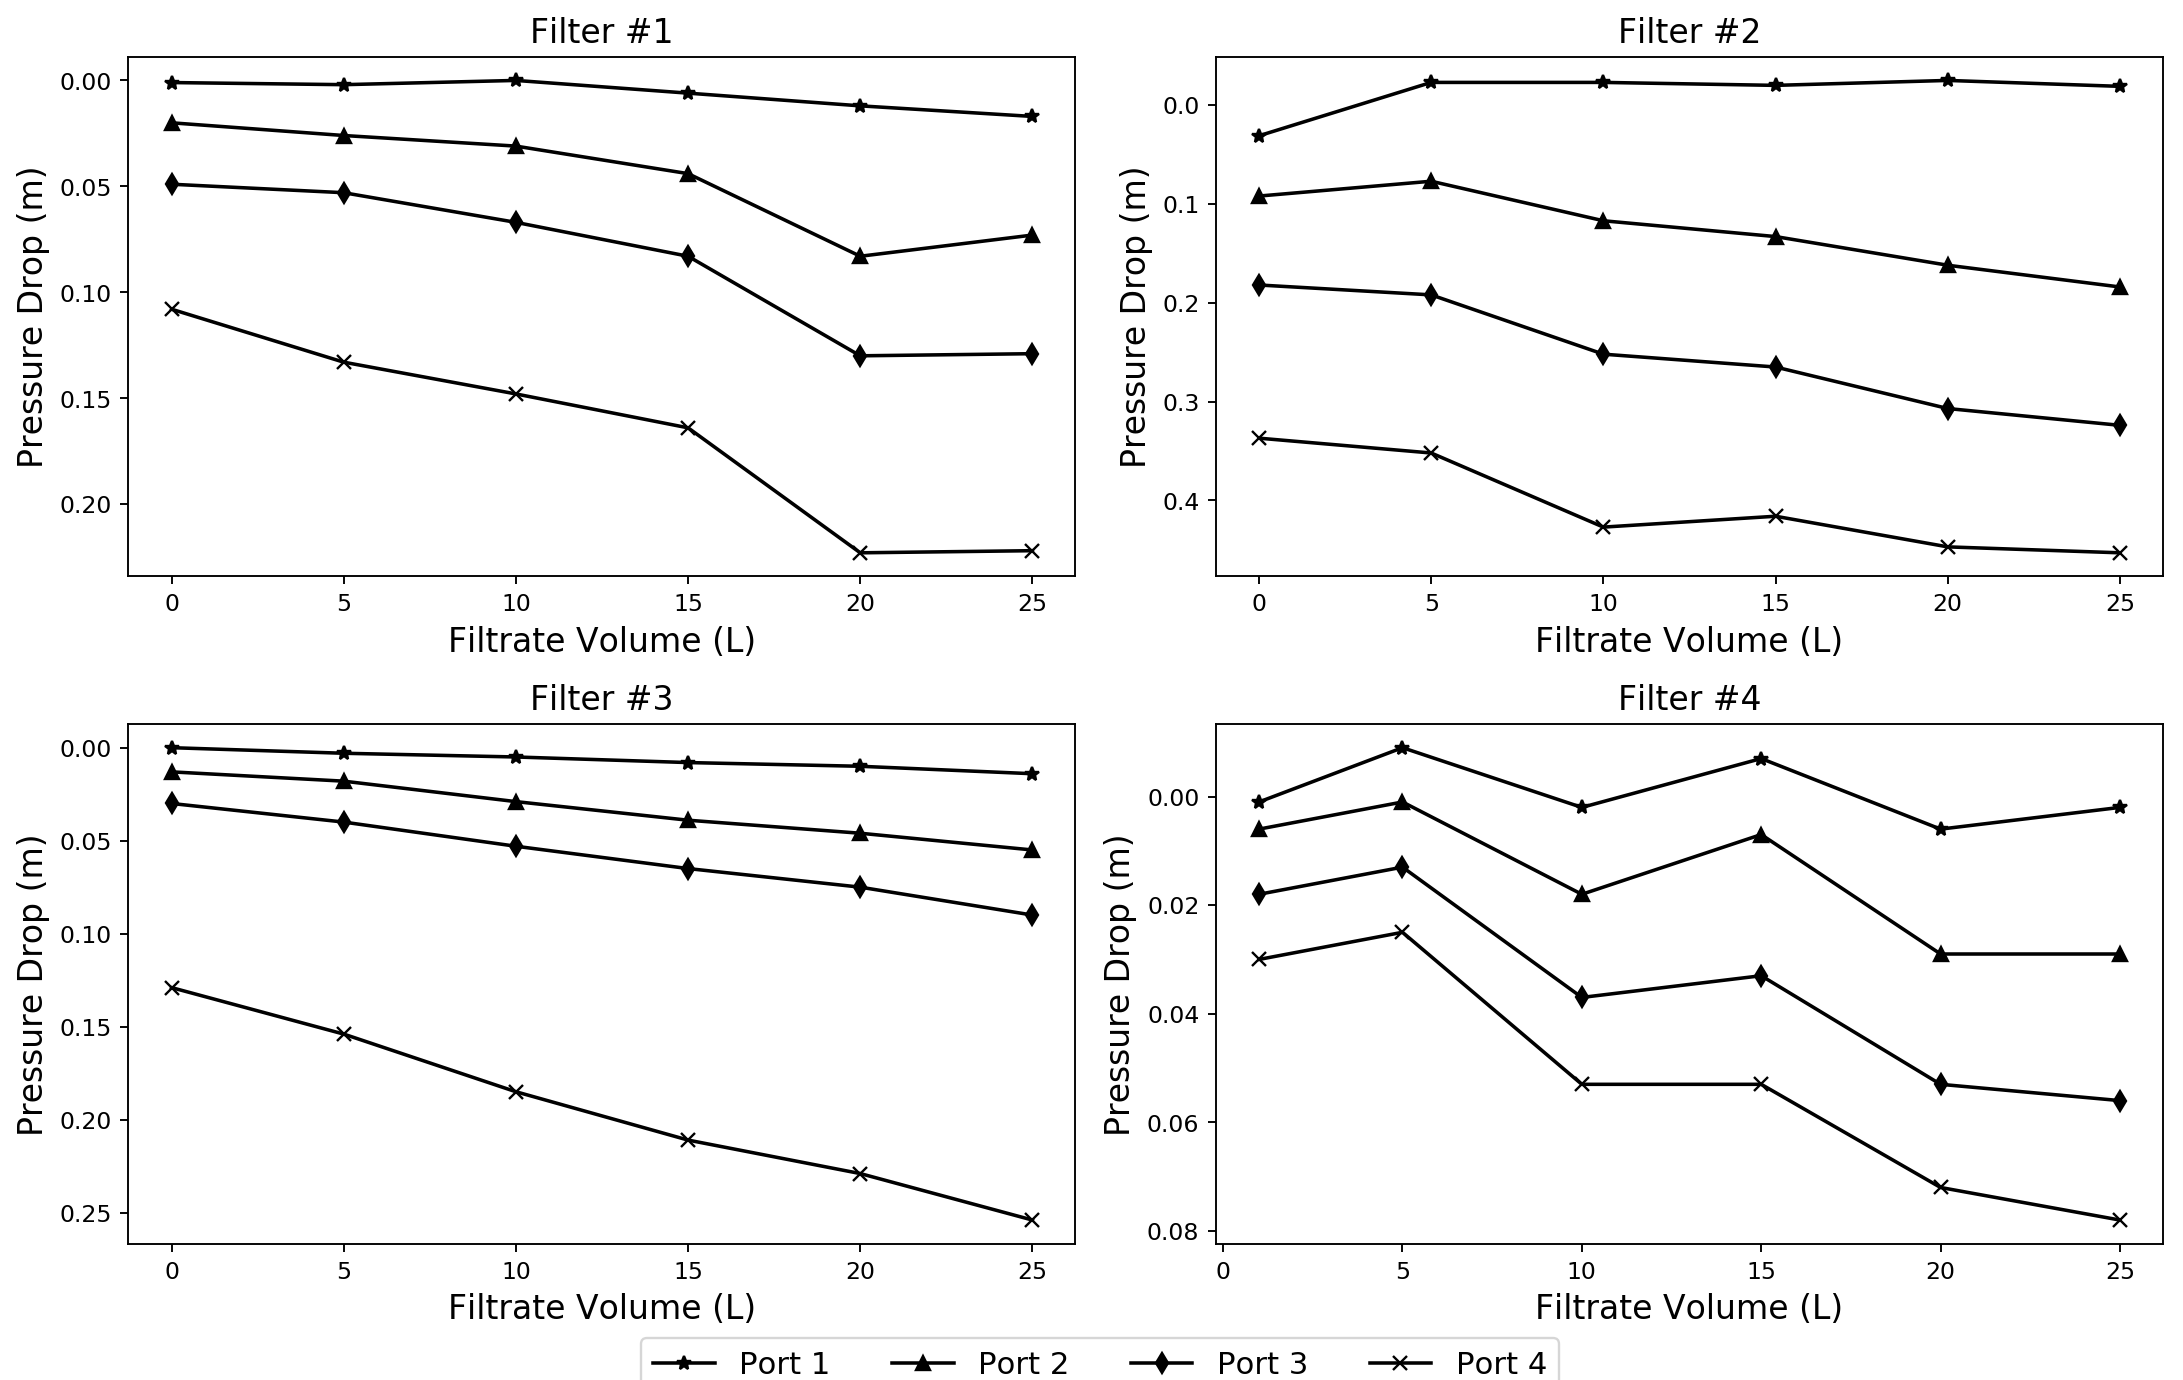 Filter #1
0.00
0.05
0.10
0.15
0.20
Pressure Drop (m)
0 5 10 15 20 25
Filtrate Volume (L)
Filter #2
0.0
0.1
0.2
0.3
0.4
Pressure Drop (m)
0 5 10 15 20 25
Filtrate Volume (L)
Filter #3
0.00
0.05
0.10
0.15
0.20
0.25
Pressure Drop (m)
0 5 10 15 20 25
Filtrate Volume (L)
Filter #4
0.00
0.02
0.04
0.06
0.08
Pressure Drop (m)
0 5 10 15 20 25
Filtrate Volume (L)
Port 1 Port 2 Port 3 Port 4